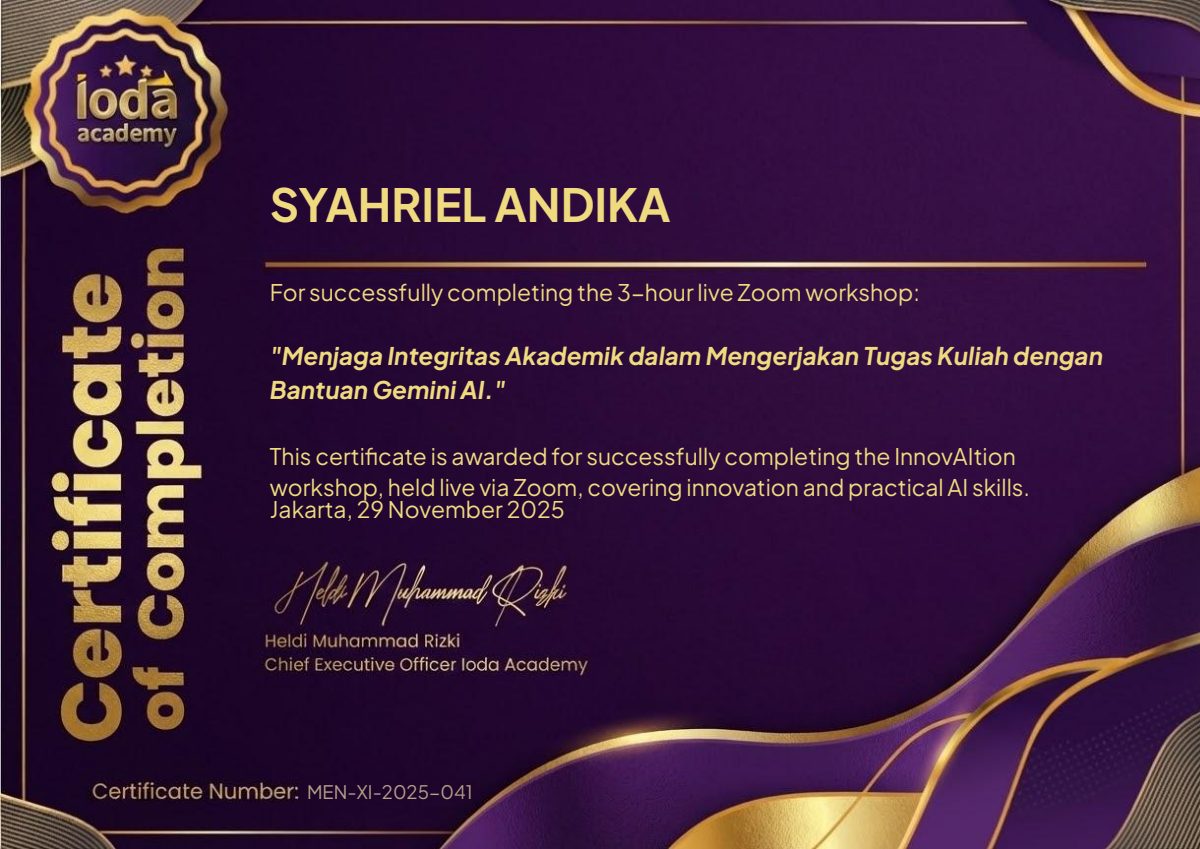 ioda
academy
Certificate
of Completion
SYAHRIEL ANDIKA
For successfully completing the 3-hour live Zoom workshop:
"Menjaga Integritas Akademik dalam Mengerjakan Tugas Kuliah dengan
Bantuan Gemini AI."
This certificate is awarded for successfully completing the InnovAItion
workshop, held live via Zoom, covering innovation and practical AI skills.
Jakarta, 29 November 2025
Heldi Muhammad Rizki
Heldi Muhammad Rizki
Chief Executive Officer Ioda Academy
Certificate Number: MEN-XI-2025-041